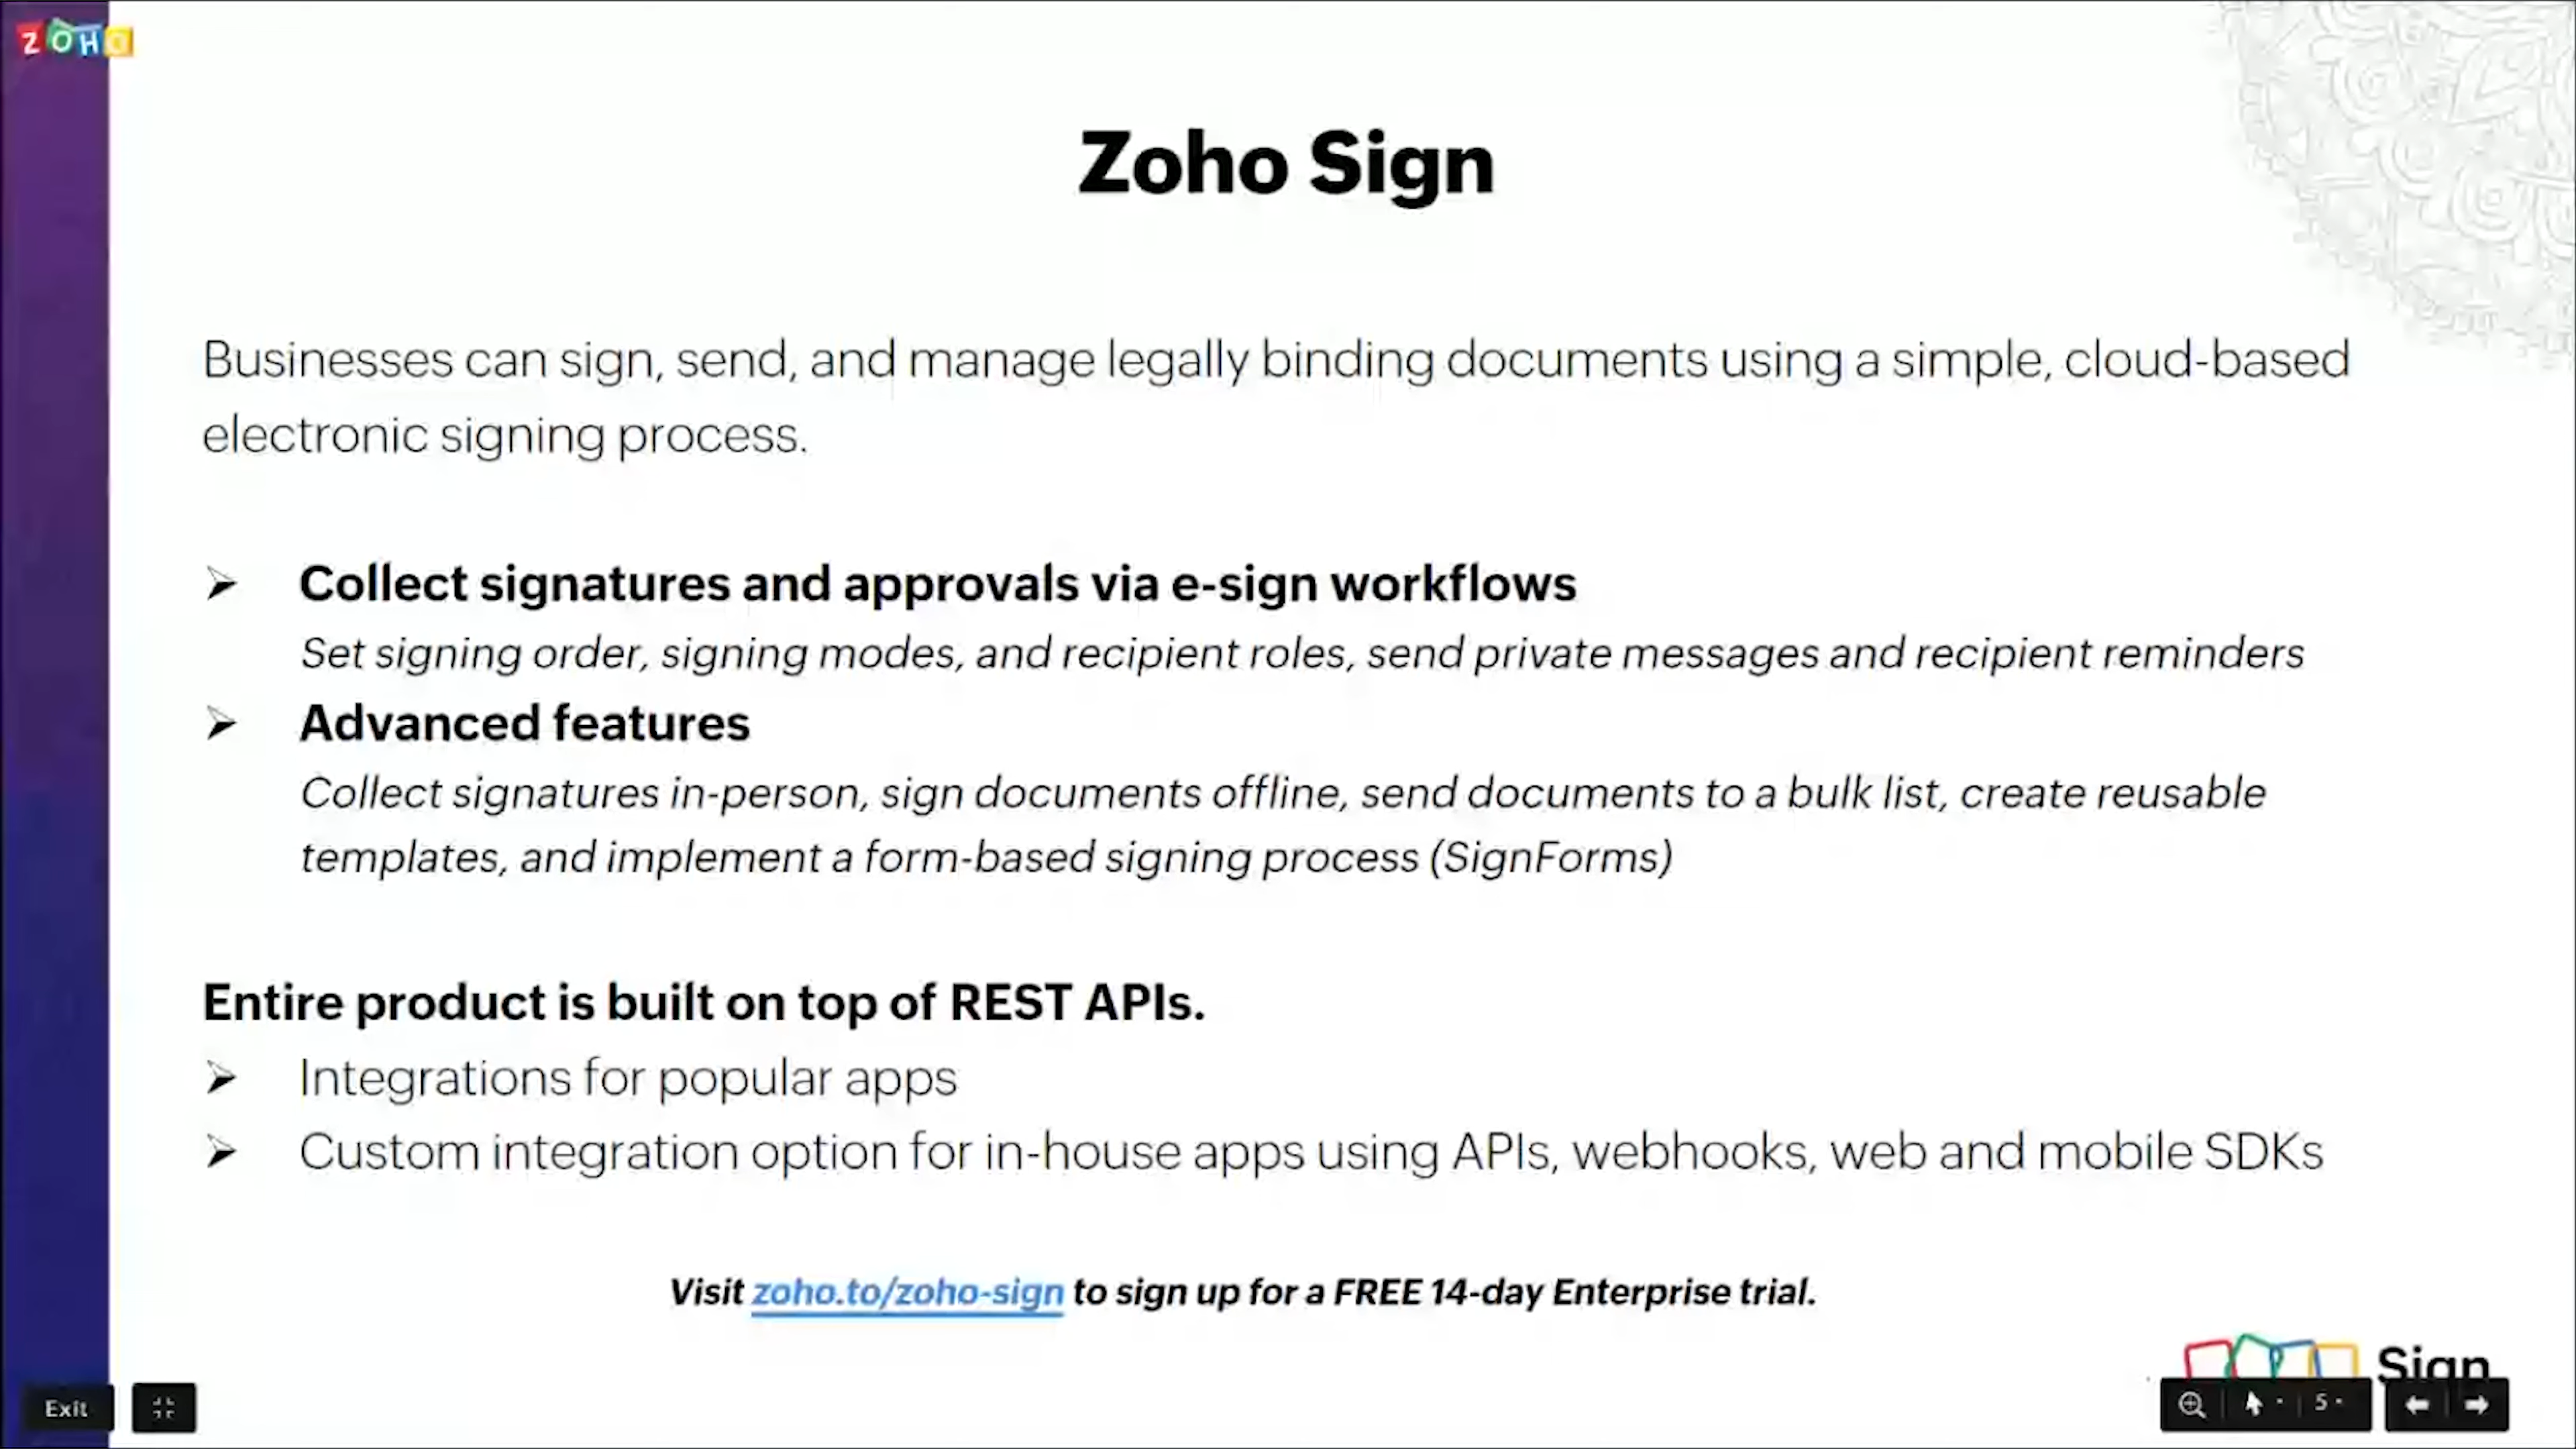 ZOHO
Zoho Sign
Businesses can sign, send, and manage legally binding documents using a simple, cloud-based
electronic signing process.
➢ Collect signatures and approvals via e-sign workflows
Set signing order, signing modes, and recipient roles, send private messages and recipient reminders
➢ Advanced features
Collect signatures in-person, sign documents offline, send documents to a bulk list, create reusable
templates, and implement a form-based signing process (SignForms)
Entire product is built on top of REST APIs.
➢ Integrations for popular apps
➢ Custom integration option for in-house apps using APIs, webhooks, web and mobile SDKs
Visit zoho.to/zoho-sign to sign up for a FREE 14-day Enterprise trial.
Sign
Exit
5